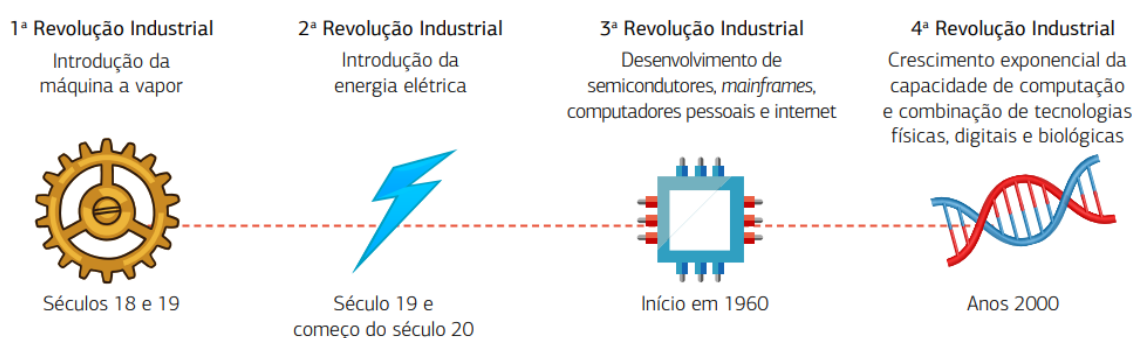 1ª Revolução Industrial
Introdução da
máquina a vapor
Séculos 18 e 19
2ª Revolução Industrial
Introdução da
energia elétrica
Século 19 e
começo do século 20
3ª Revolução Industrial
Desenvolvimento de
semicondutores, mainframes,
computadores pessoais e internet
Início em 1960
4ª Revolução Industrial
Crescimento exponencial da
capacidade de computação
e combinação de tecnologias
físicas, digitais e biológicas
Anos 2000